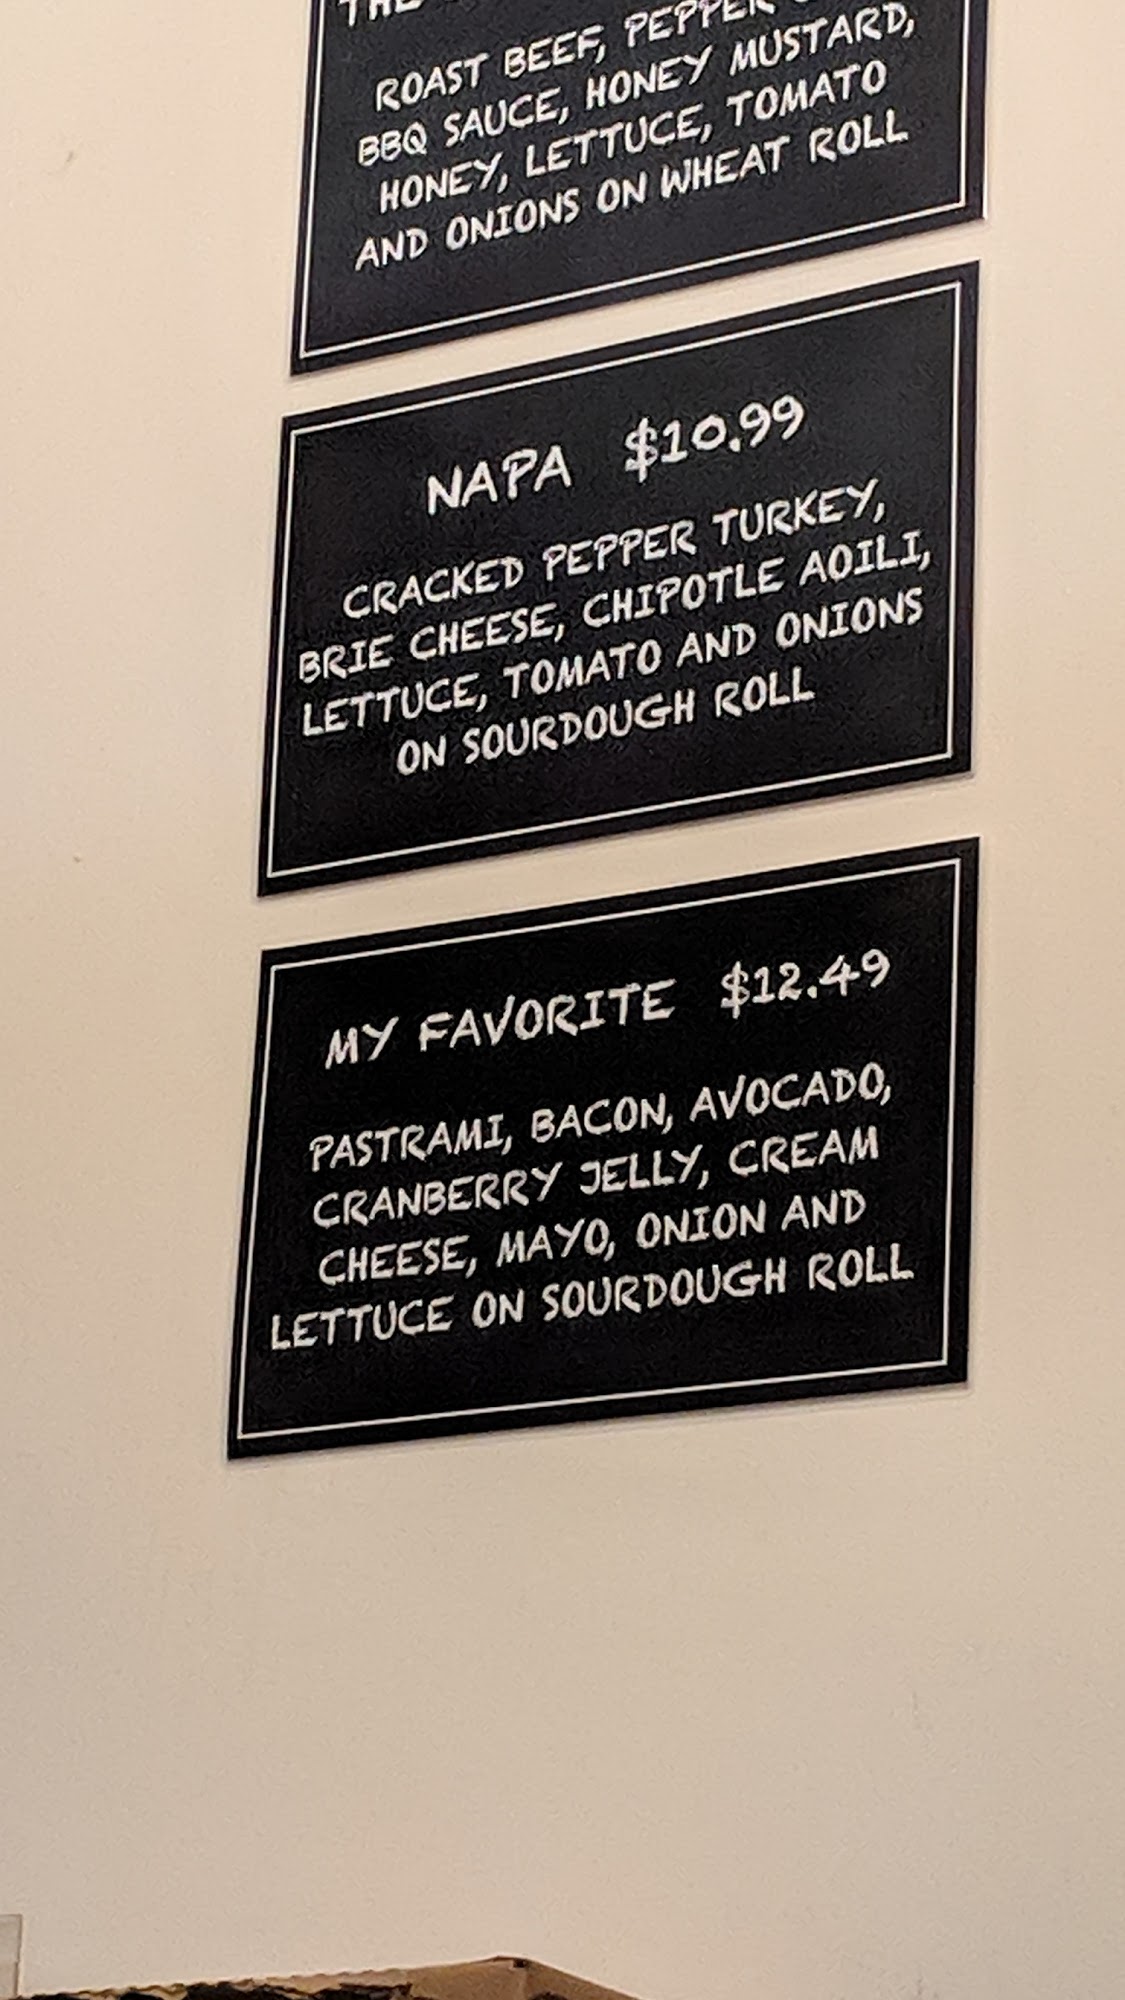 THE
ROAST BEEF, PEPPER
BBQ SAUCE, HONEY MUSTARD,
HONEY, LETTUCE, TOMATO
AND ONIONS ON WHEAT ROLL
NAPA $10.99
CRACKED PEPPER TURKEY,
BRIE CHEESE, CHIPOTLE AOILI,
LETTUCE, TOMATO AND ONIONS
ON SOURDOUGH ROLL
MY FAVORITE $12.49
PASTRAMI, BACON, AVOCADO,
CRANBERRY JELLY, CREAM
CHEESE, MAYO, ONION AND
LETTUCE ON SOURDOUGH ROLL